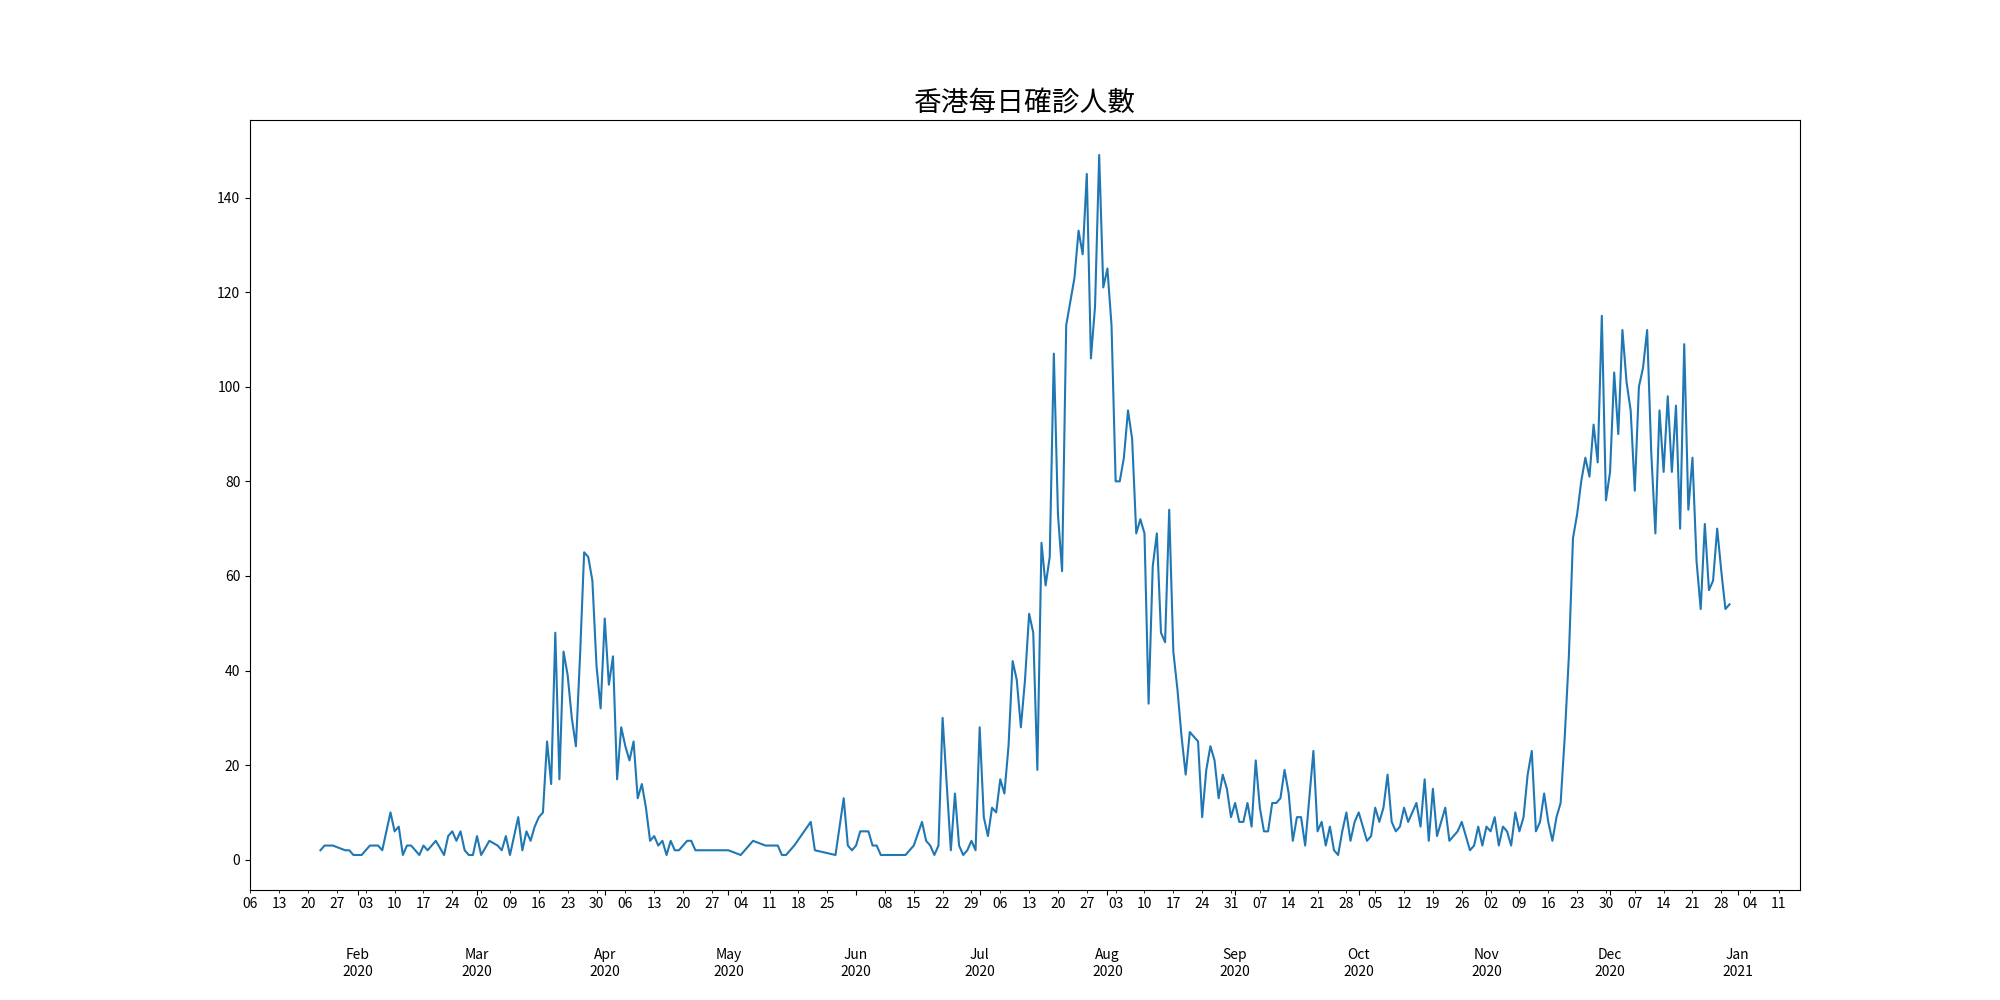 香港每日確診人數
140
120
100
80
60
40
20
0
06 13 20 27 03 10 17 24 02 09 16 23 30 06 13 20 27 04 11 18 25 08 15 22 29 06 13 20 27 03 10 17 24 31 07 14 21 28 05 12 19 26 02 09 16 23 30 07 14 21 28 04 11
Feb Mar Apr May Jun Jul Aug Sep Oct Nov Dec Jan
2020 2020 2020 2020 2020 2020 2020 2020 2020 2020 2020 2021